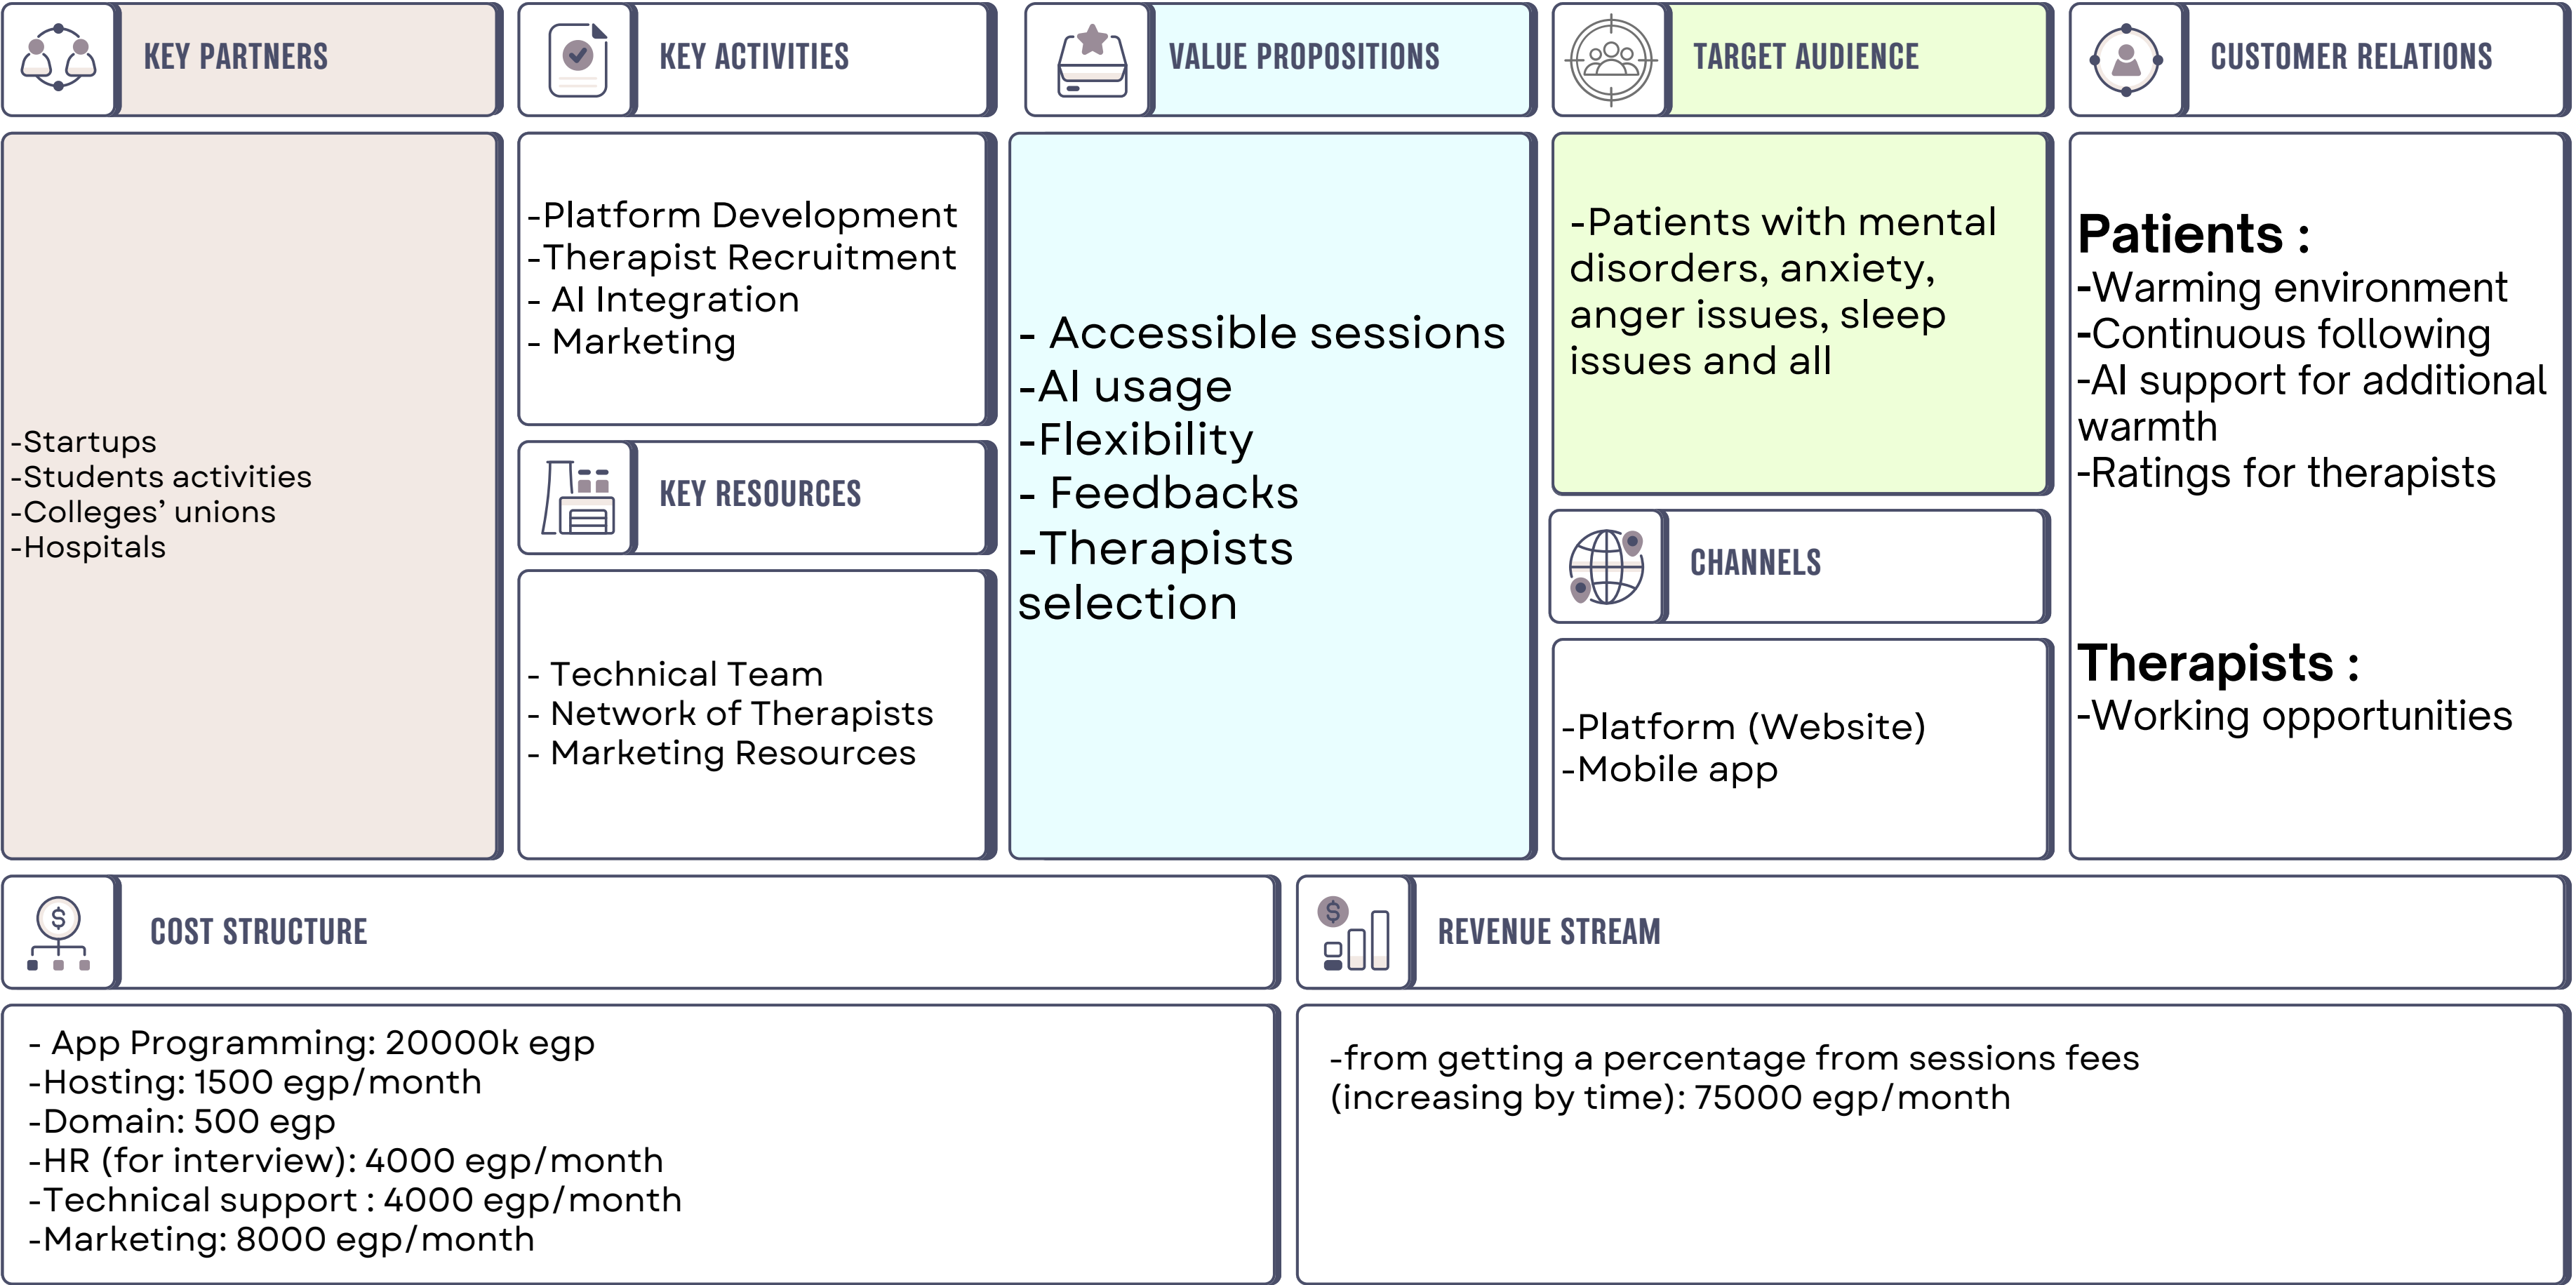 KEY PARTNERS
-Startups
-Students activities
-Colleges’ unions
-Hospitals
KEY ACTIVITIES
-Platform Development
-Therapist Recruitment
- AI Integration
- Marketing
KEY RESOURCES
- Technical Team
- Network of Therapists
- Marketing Resources
VALUE PROPOSITIONS
- Accessible sessions
-AI usage
-Flexibility
- Feedbacks
-Therapists
selection
TARGET AUDIENCE
-Patients with mental
disorders, anxiety,
anger issues, sleep
issues and all
CHANNELS
-Platform (Website)
-Mobile app
CUSTOMER RELATIONS
Patients :
-Warming environment
-Continuous following
-AI support for additional
warmth
-Ratings for therapists
Therapists :
-Working opportunities
$
COST STRUCTURE
- App Programming: 20000k egp
-Hosting: 1500 egp/month
-Domain: 500 egp
-HR (for interview): 4000 egp/month
-Technical support : 4000 egp/month
-Marketing: 8000 egp/month
$
REVENUE STREAM
-from getting a percentage from sessions fees
(increasing by time): 75000 egp/month